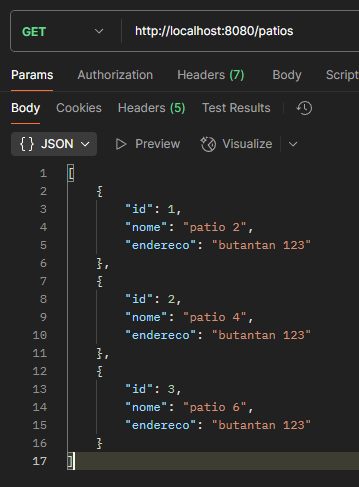 GET http://localhost:8080/patios
Params Authorization Headers (7) Body Script
Body Cookies Headers (5) Test Results
{ } JSON Preview Visualize
1 [
2 {
3 "id": 1,
4 "nome": "patio 2",
5 "endereco": "butantan 123"
6 },
7 {
8 "id": 2,
9 "nome": "patio 4",
10 "endereco": "butantan 123"
11 },
12 {
13 "id": 3,
14 "nome": "patio 6",
15 "endereco": "butantan 123"
16 }
17 ]